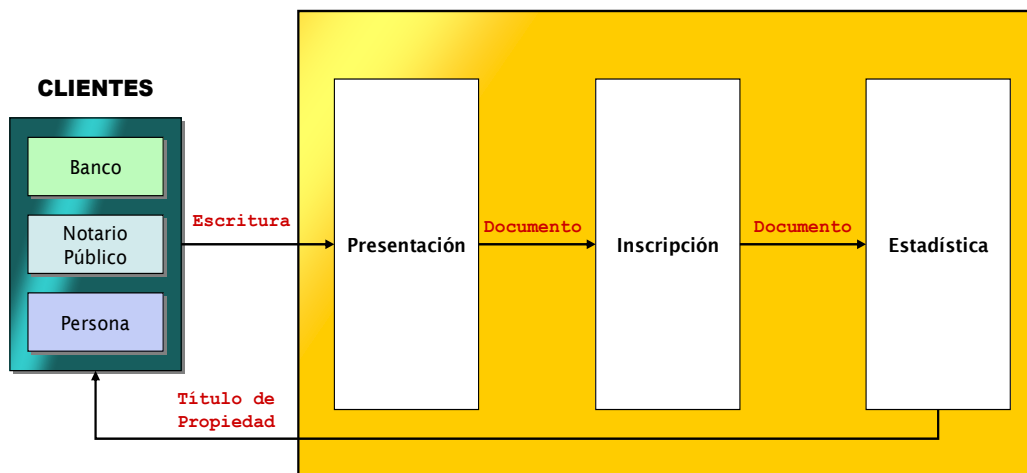 CLIENTES
Banco
Notario
Público
Persona
Escritura
Presentación
Documento
Inscripción
Documento
Estadística
Título de
Propiedad